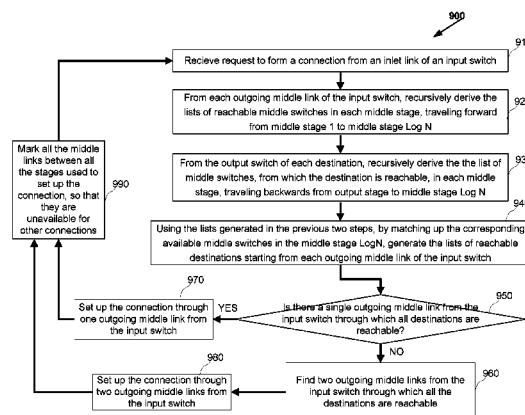 900
91
Recieve request to form a connection from an inlet link of an input switch
92
From each outgoing middle link of the input switch, recursively derive the
lists of reachable middle switches in each middle stage, traveling forward
from middle stage 1 to middle stage Log N
93
From the output switch of each destination, recursively derive the the list of
middle switches, from which the destination is reachable, in each middle
stage, traveling backwards from output stage to middle stage Log N
940
Using the lists generated in the previous two steps, by matching up the corresponding
available middle switches in the middle stage LogN, generate the lists of reachable
destinations starting from each outgoing middle link of the input switch
Mark all the middle
links between all
the stages used to
set up the
connection, so that
they are
unavailable for
other connections
990
970
Set up the connection through
one outgoing middle link from
the input switch
YES
950
Is there a single outgoing middle link from the
input switch through which all destinations are
reachable?
NO
980
Set up the connection through
two outgoing middle links from
the input switch
960
Find two outgoing middle links from the
input switch through which all the
destinations are reachable